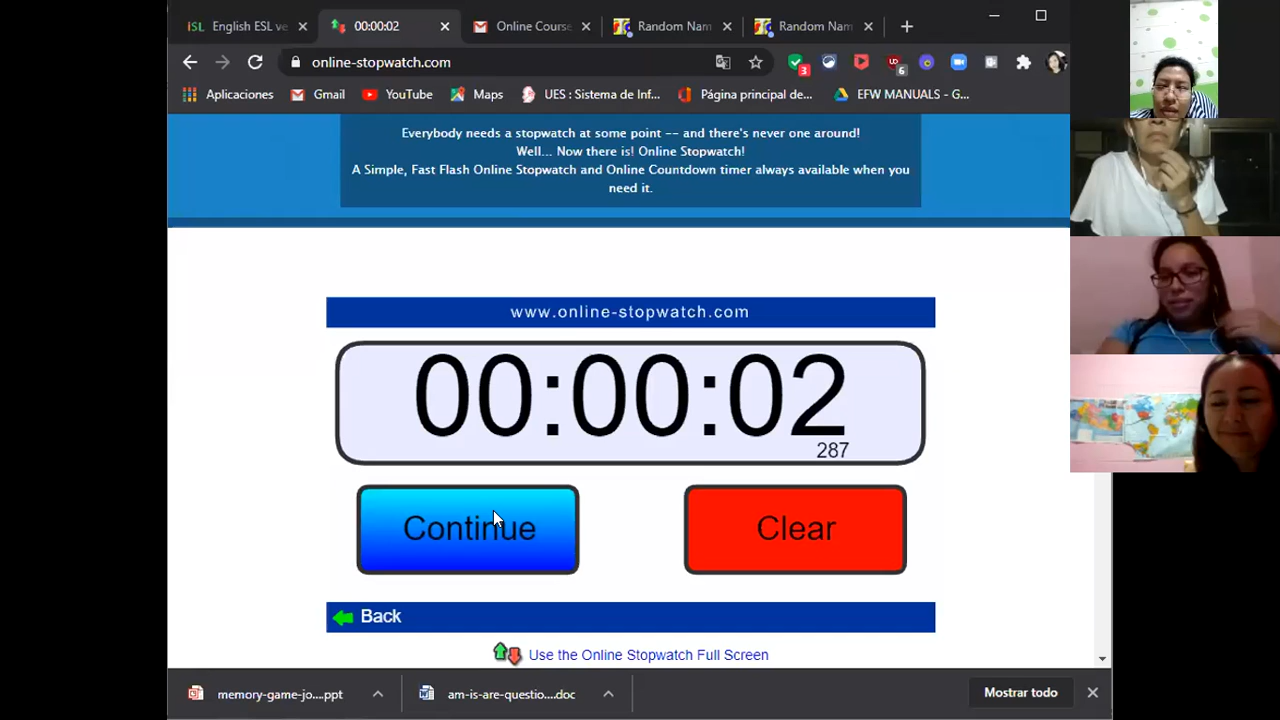 English ESL ve
00:00:02
Online Cours
Random Nam
Random Nam
online-stopwatch.com
3
6
Aplicaciones
Gmail
YouTube
Maps
UES : Sistema de Inf...
Página principal de...
EFW MANUALS - G...
Everybody needs a stopwatch at some point -- and there's never one around!
Well... Now there is! Online Stopwatch!
A Simple, Fast Flash Online Stopwatch and Online Countdown timer always available when you
need it.
www.online-stopwatch.com
00:00:02
287
Continue
Clear
Back
Use the Online Stopwatch Full Screen
memory-game-jo....ppt
am-is-are-questio....doc
Mostrar todo